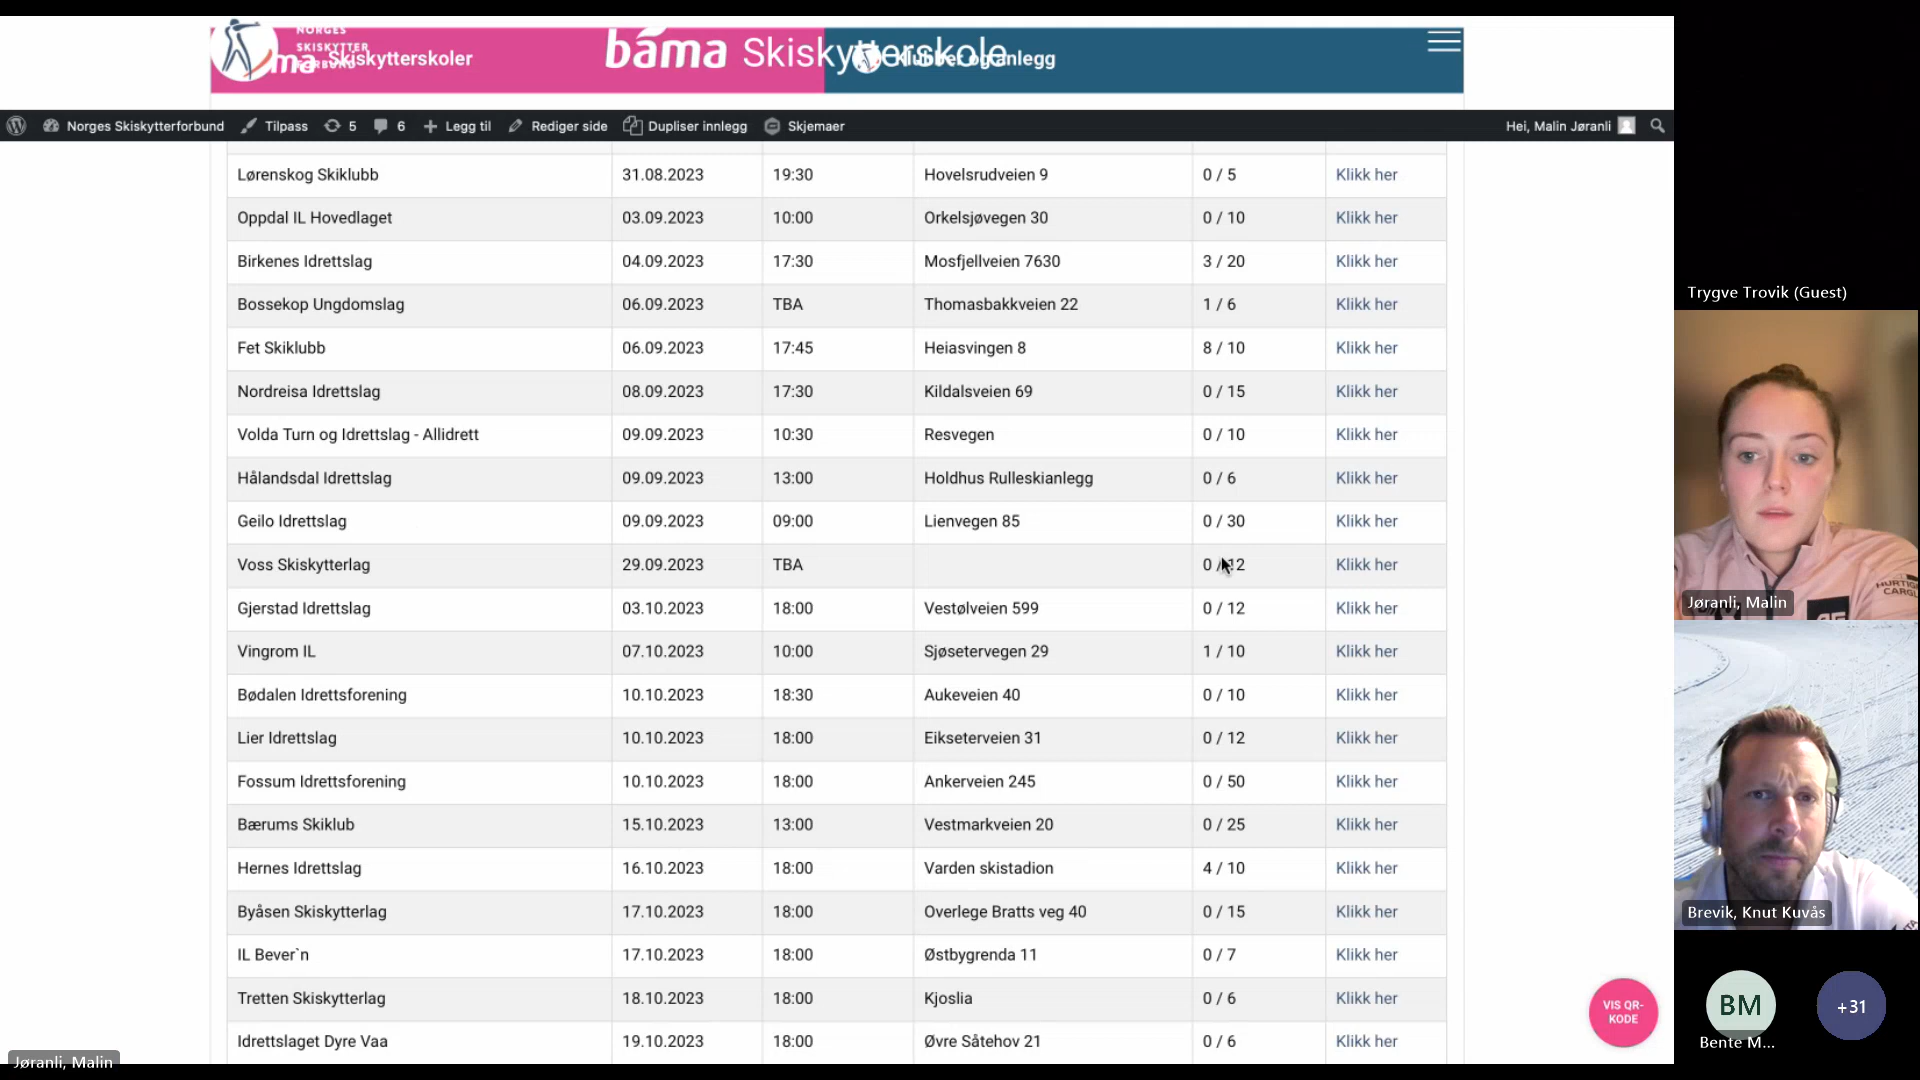 NORGES
SKISKYTTER
FORBUND
ma Skiskytterskoler
bama Skiskytterskole
Klubber og anlegg
Norges Skiskytterforbund Tilpass 5 6 Legg til Rediger side Dupliser innlegg Skjemaer Hei, Malin Jøranli
Lørenskog Skiklubb 31.08.2023 19:30 Hovelsrudveien 9 0 / 5 Klikk her
Oppdal IL Hovedlaget 03.09.2023 10:00 Orkelsjøvegen 30 0 / 10 Klikk her
Birkenes Idrettslag 04.09.2023 17:30 Mosfjellveien 7630 3 / 20 Klikk her
Bossekop Ungdomslag 06.09.2023 TBA Thomasbakkveien 22 1 / 6 Klikk her
Fet Skiklubb 06.09.2023 17:45 Heiasvingen 8 8 / 10 Klikk her
Nordreisa Idrettslag 08.09.2023 17:30 Kildalsveien 69 0 / 15 Klikk her
Volda Turn og Idrettslag - Allidrett 09.09.2023 10:30 Resvegen 0 / 10 Klikk her
Hålandsdal Idrettslag 09.09.2023 13:00 Holdhus Rulleskianlegg 0 / 6 Klikk her
Geilo Idrettslag 09.09.2023 09:00 Lienvegen 85 0 / 30 Klikk her
Voss Skiskytterlag 29.09.2023 TBA 0 / 12 Klikk her
Gjerstad Idrettslag 03.10.2023 18:00 Vestølveien 599 0 / 12 Klikk her
Vingrom IL 07.10.2023 10:00 Sjøsetervegen 29 1 / 10 Klikk her
Bødalen Idrettsforening 10.10.2023 18:30 Aukeveien 40 0 / 10 Klikk her
Lier Idrettslag 10.10.2023 18:00 Eikseterveien 31 0 / 12 Klikk her
Fossum Idrettsforening 10.10.2023 18:00 Ankerveien 245 0 / 50 Klikk her
Bærums Skiklub 15.10.2023 13:00 Vestmarkveien 20 0 / 25 Klikk her
Hernes Idrettslag 16.10.2023 18:00 Varden skistadion 4 / 10 Klikk her
Byåsen Skiskytterlag 17.10.2023 18:00 Overlege Bratts veg 40 0 / 15 Klikk her
IL Bever`n 17.10.2023 18:00 Østbygrenda 11 0 / 7 Klikk her
Tretten Skiskytterlag 18.10.2023 18:00 Kjoslia 0 / 6 Klikk her
Idrettslaget Dyre Vaa 19.10.2023 18:00 Øvre Såtehov 21 0 / 6 Klikk her
VIS QR-
KODE
Jøranli, Malin
Trygve Trovik (Guest)
HURTIG
CARGL
Jøranli, Malin
Brevik, Knut Kuvås
BM
+31
Bente M...